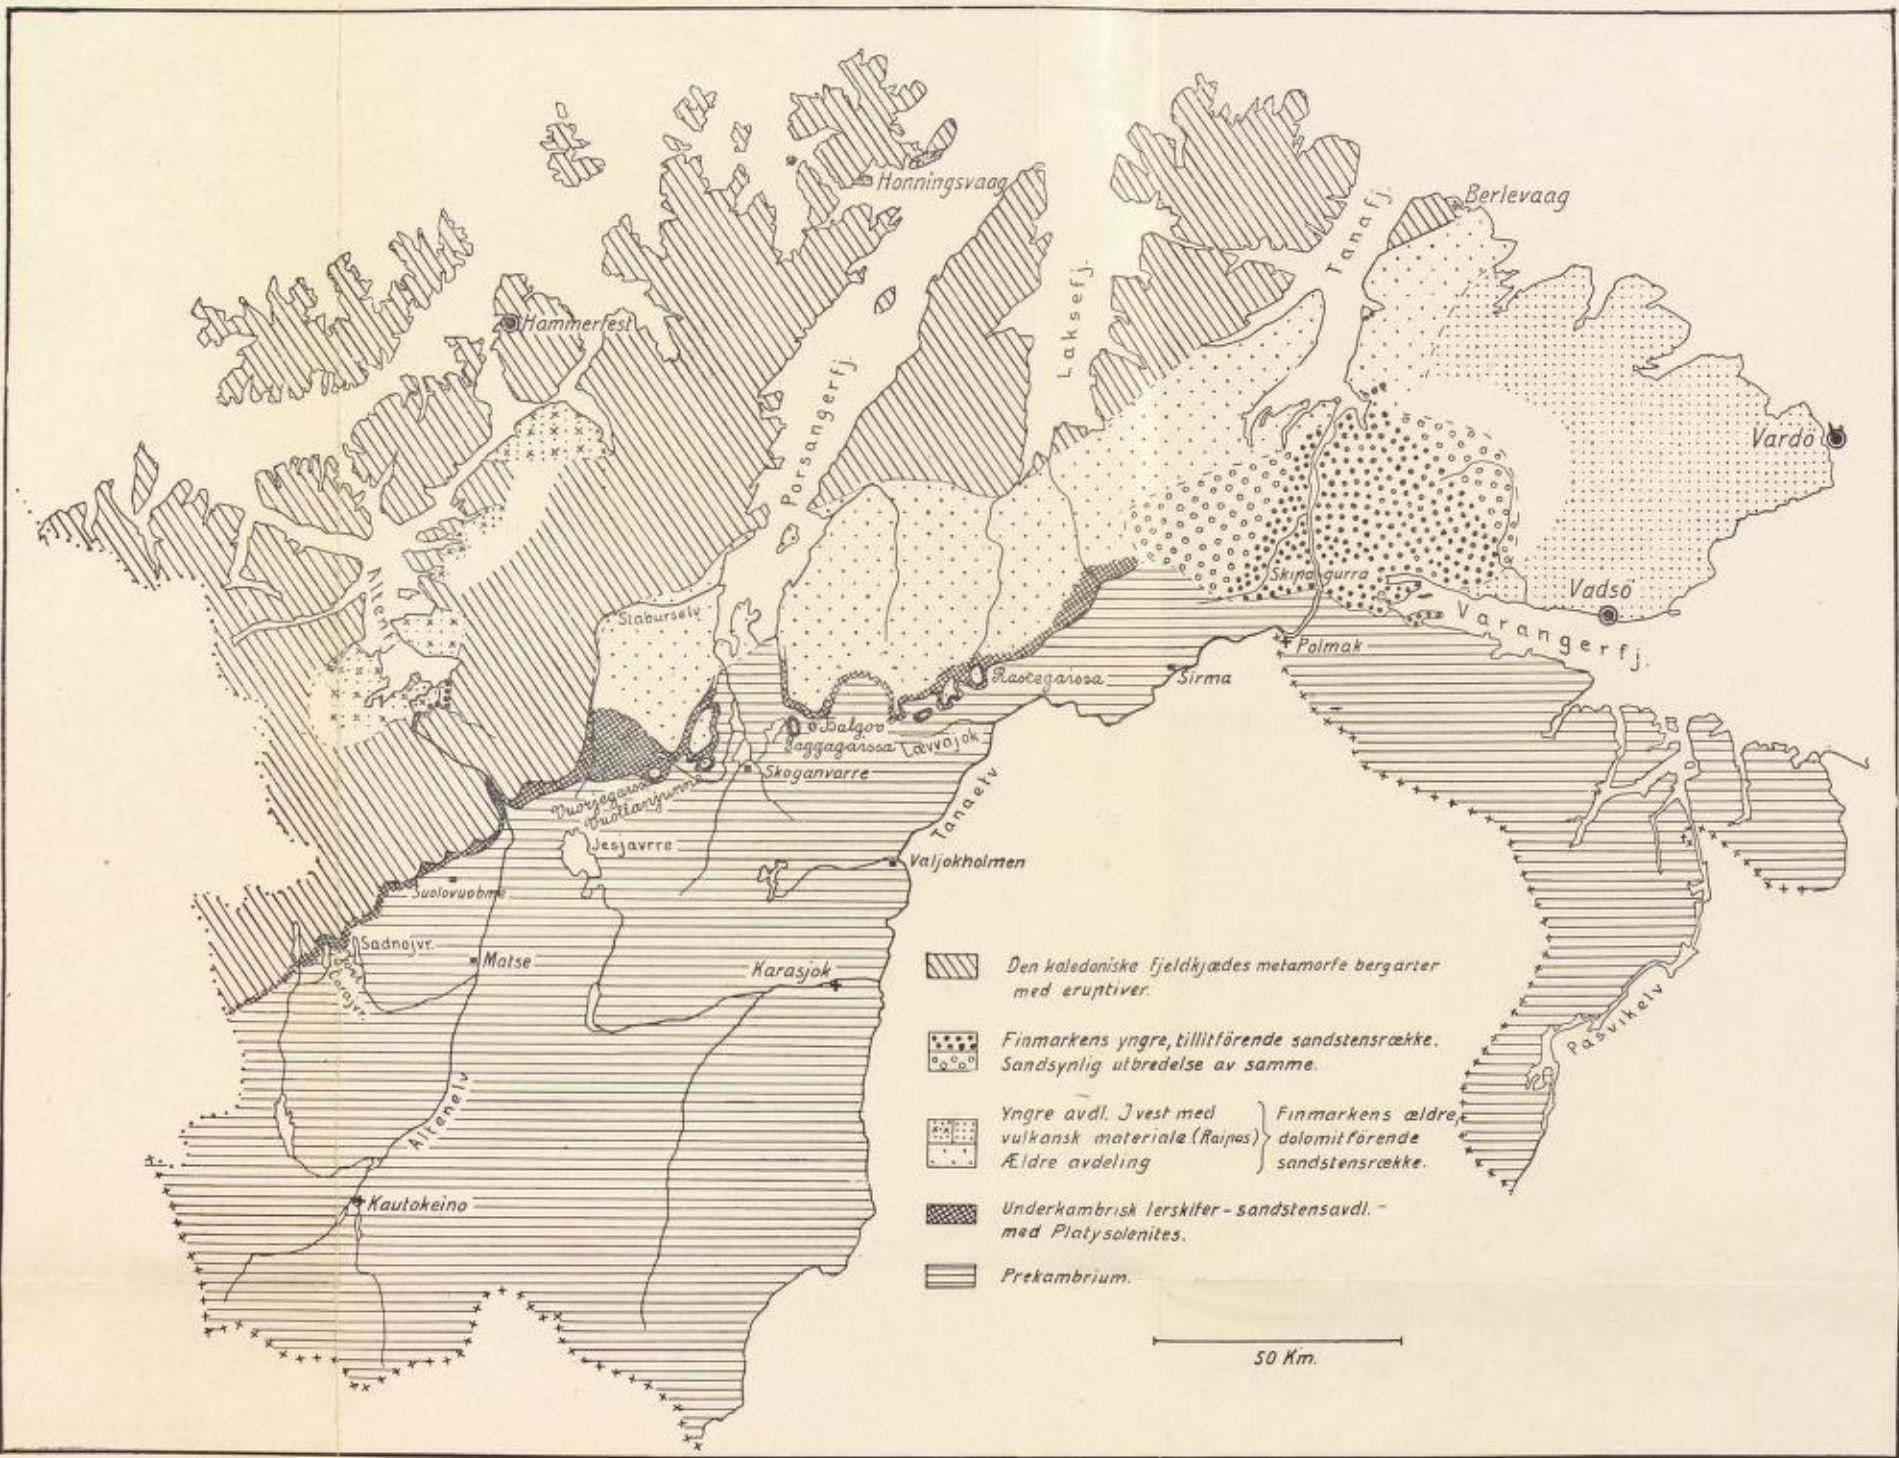 Honningsvaag
Berlevaag
Tanafj.
Laksefj.
Hammerfest
Porsangerfj.
Vardö
Altenfj.
Staburselv
Skipagurra
Vadsö
Varangerfj.
Polmak
Rastegaissa
Sirma
Lævvajok
Skoganvarre
Vuollanjunne
Tanaelv
Jesjavrre
Valjokholmen
Suolovuobme
Sadnojvr.
Matse
Karasjok
Altenelv
Kautokeino
Pasvikelv
Den kaledoniske fjeldkjædes metamorfe bergarter
med eruptiver.
Finmarkens yngre, tillitförende sandstensrække.
Sandsynlig utbredelse av samme.
Yngre avdl. I vest med
vulkansk materiale (Raipas)
Ældre avdeling
Finmarkens ældre,
dolomitförende
sandstensrække.
Underkambrisk lerskifer-sandstensavdl. -
med Platysolenites.
Prekambrium.
50 Km.